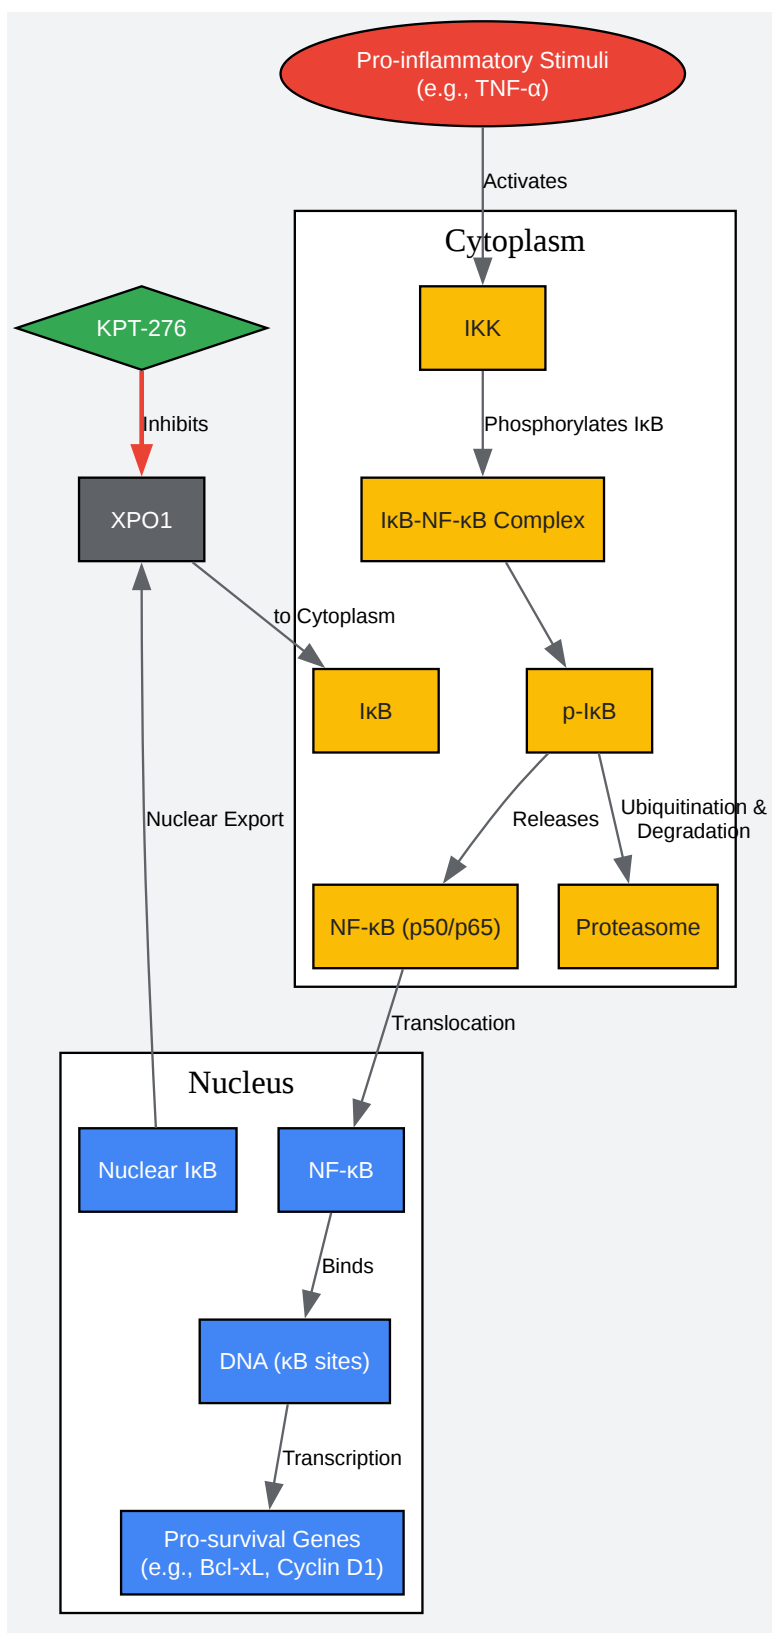 Pro-inflammatory Stimuli
(e.g., TNF-α)
Activates
Cytoplasm
KPT-276
IKK
Inhibits
Phosphorylates IκB
XPO1
IκB-NF-κB Complex
to Cytoplasm
IκB
p-IκB
Nuclear Export
Releases
Ubiquitination &
Degradation
NF-κB (p50/p65)
Proteasome
Translocation
Nucleus
Nuclear IκB
NF-κB
Binds
DNA (κB sites)
Transcription
Pro-survival Genes
(e.g., Bcl-xL, Cyclin D1)